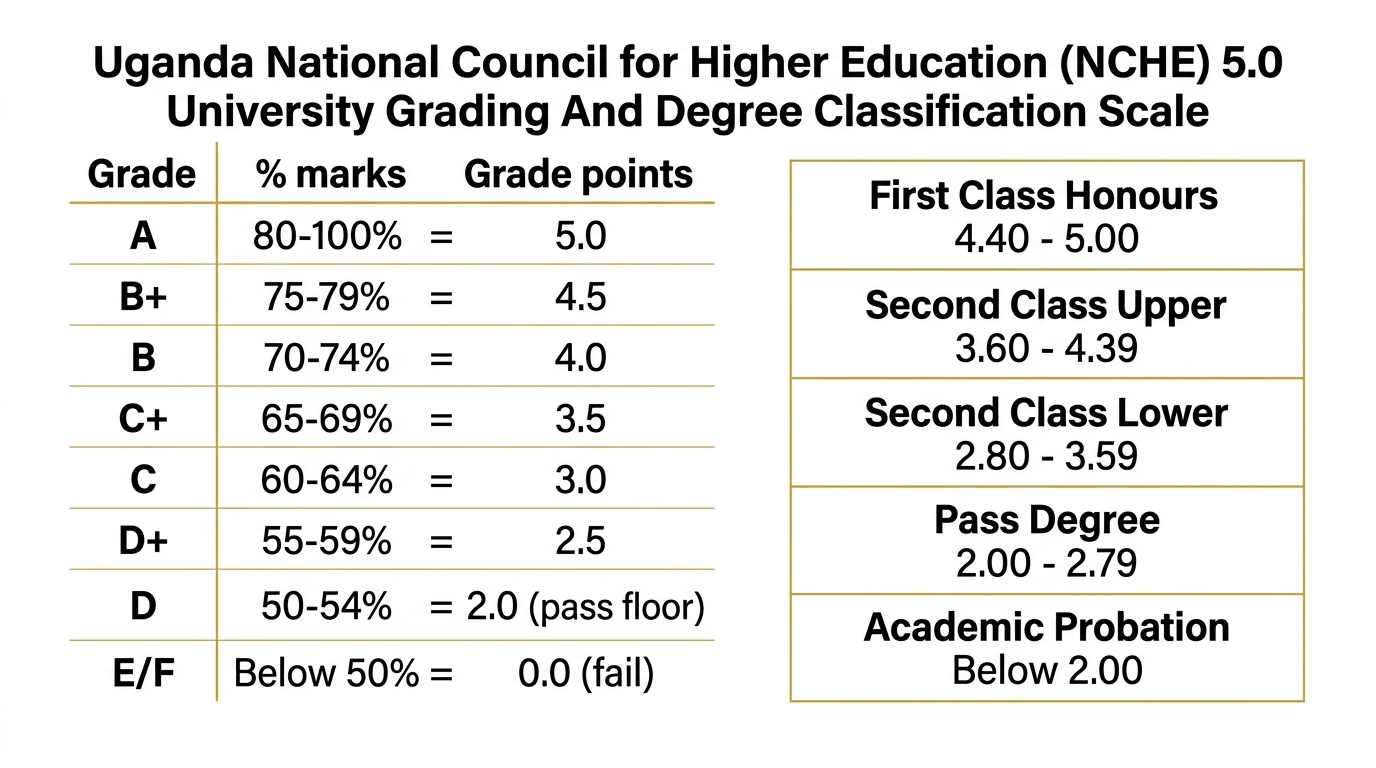 Uganda National Council for Higher Education (NCHE) 5.0
University Grading And Degree Classification Scale
Grade % marks Grade points
A 80-100% = 5.0
B+ 75-79% = 4.5
B 70-74% = 4.0
C+ 65-69% = 3.5
C 60-64% = 3.0
D+ 55-59% = 2.5
D 50-54% = 2.0 (pass floor)
E/F Below 50% = 0.0 (fail)
First Class Honours
4.40 - 5.00
Second Class Upper
3.60 - 4.39
Second Class Lower
2.80 - 3.59
Pass Degree
2.00 - 2.79
Academic Probation
Below 2.00